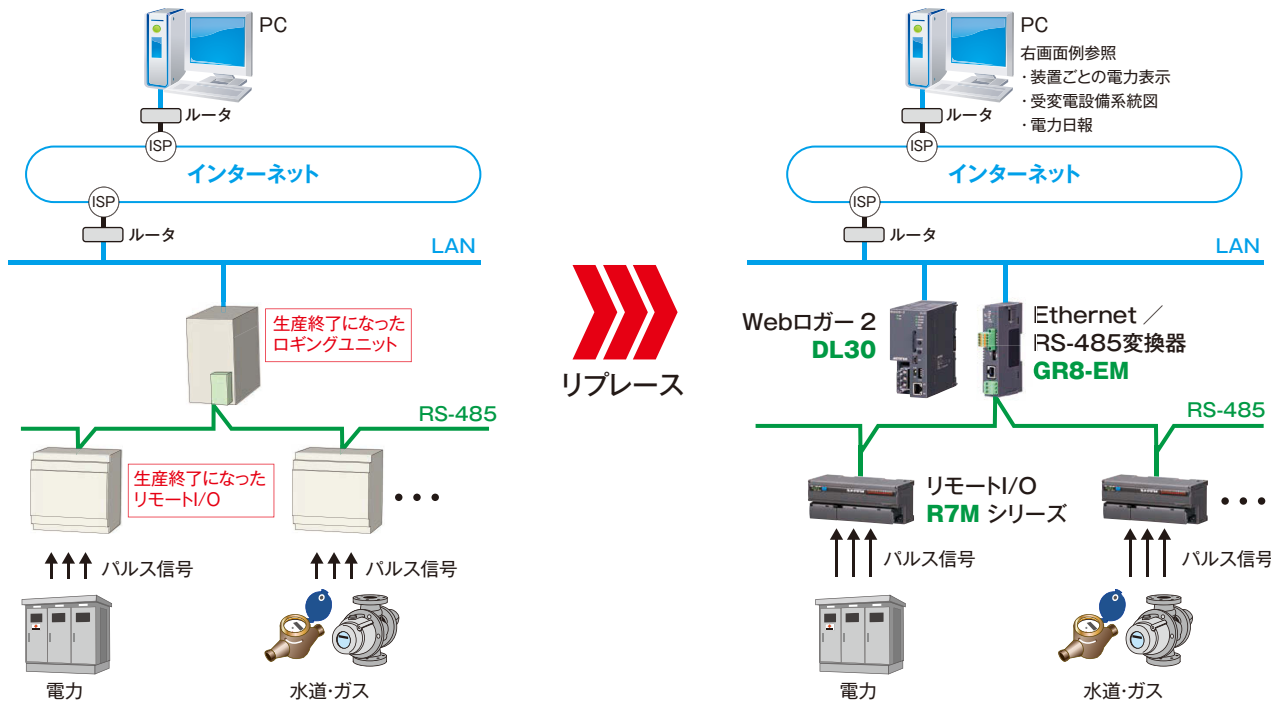 PC
ルータ
ISP
インターネット
ISP
ルータ
LAN
生産終了になった
ロギングユニット
RS-485
生産終了になった
リモートI/O
・・・
パルス信号
パルス信号
電力
水道・ガス
リプレース
PC
右画面例参照
・装置ごとの電力表示
・受変電設備系統図
・電力日報
ルータ
ISP
インターネット
ISP
ルータ
LAN
Webロガー 2
DL30
Ethernet ／
RS-485変換器
GR8-EM
RS-485
リモートI/O
R7M シリーズ
・・・
パルス信号
パルス信号
電力
水道・ガス